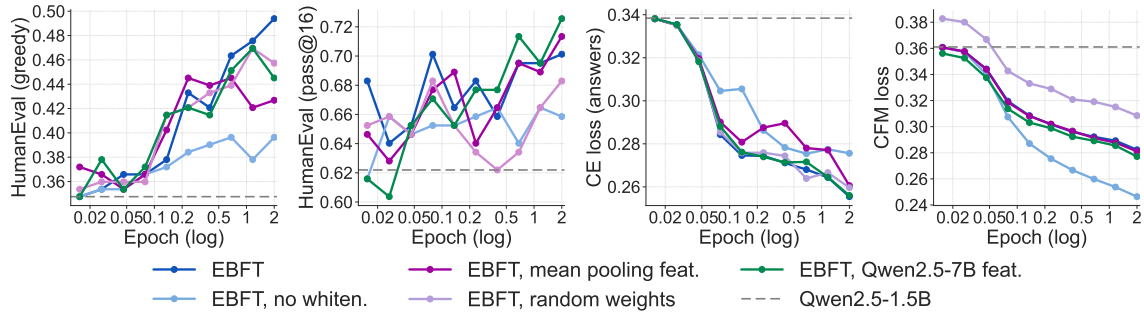 HumanEval (greedy)
0.50
0.48
0.46
0.44
0.42
0.40
0.38
0.36
0.02 0.050.1 0.2 0.5 1 2
Epoch (log)
HumanEval (pass@16)
0.72
0.70
0.68
0.66
0.64
0.62
0.60
0.02 0.050.1 0.2 0.5 1 2
Epoch (log)
CE loss (answers)
0.34
0.32
0.30
0.28
0.26
0.02 0.050.1 0.2 0.5 1 2
Epoch (log)
CFM loss
0.38
0.36
0.34
0.32
0.30
0.28
0.26
0.24
0.02 0.050.1 0.2 0.5 1 2
Epoch (log)
EBFT
EBFT, mean pooling feat.
EBFT, Qwen2.5-7B feat.
EBFT, no whiten.
EBFT, random weights
Qwen2.5-1.5B